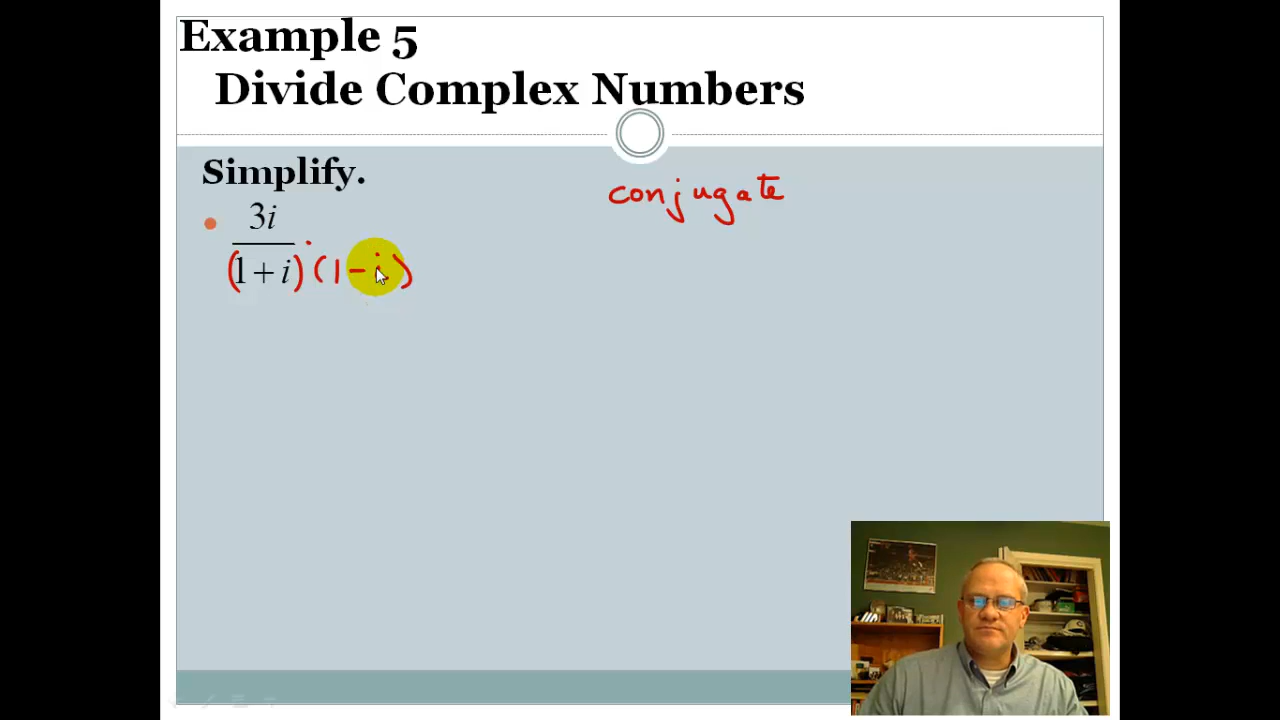 Example 5
Divide Complex Numbers
Simplify.
conjugate
3i
(1 + i) · (1 - i)